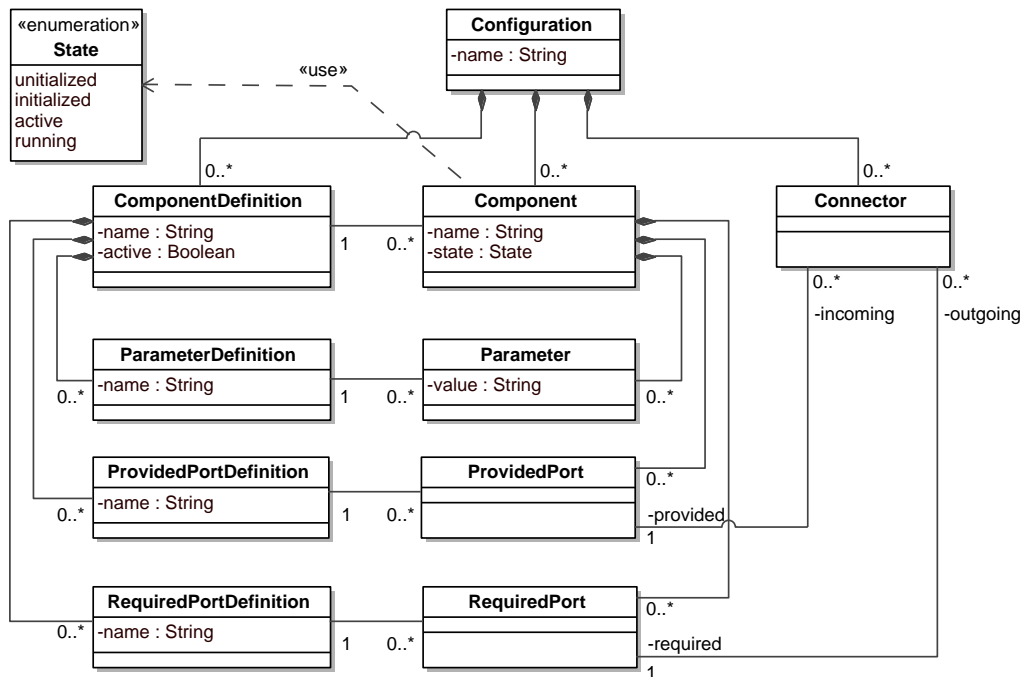 «enumeration»
State
unitialized
initialized
active
running
Configuration
-name : String
«use»
0..*
0..*
0..*
ComponentDefinition
-name : String
-active : Boolean
1
0..*
Component
-name : String
-state : State
Connector
0..*
0..*
-incoming
-outgoing
ParameterDefinition
-name : String
0..*
1
0..*
Parameter
-value : String
0..*
ProvidedPortDefinition
-name : String
0..*
1
0..*
ProvidedPort
0..*
-provided
1
RequiredPortDefinition
-name : String
0..*
1
0..*
RequiredPort
0..*
-required
1